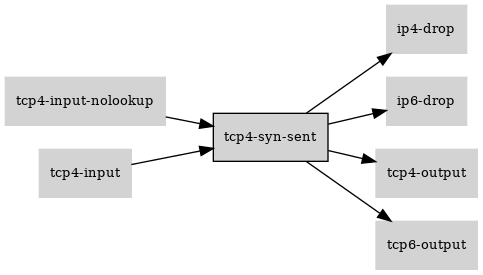 ip4-drop
tcp4-input-nolookup
ip6-drop
tcp4-syn-sent
tcp4-input
tcp4-output
tcp6-output